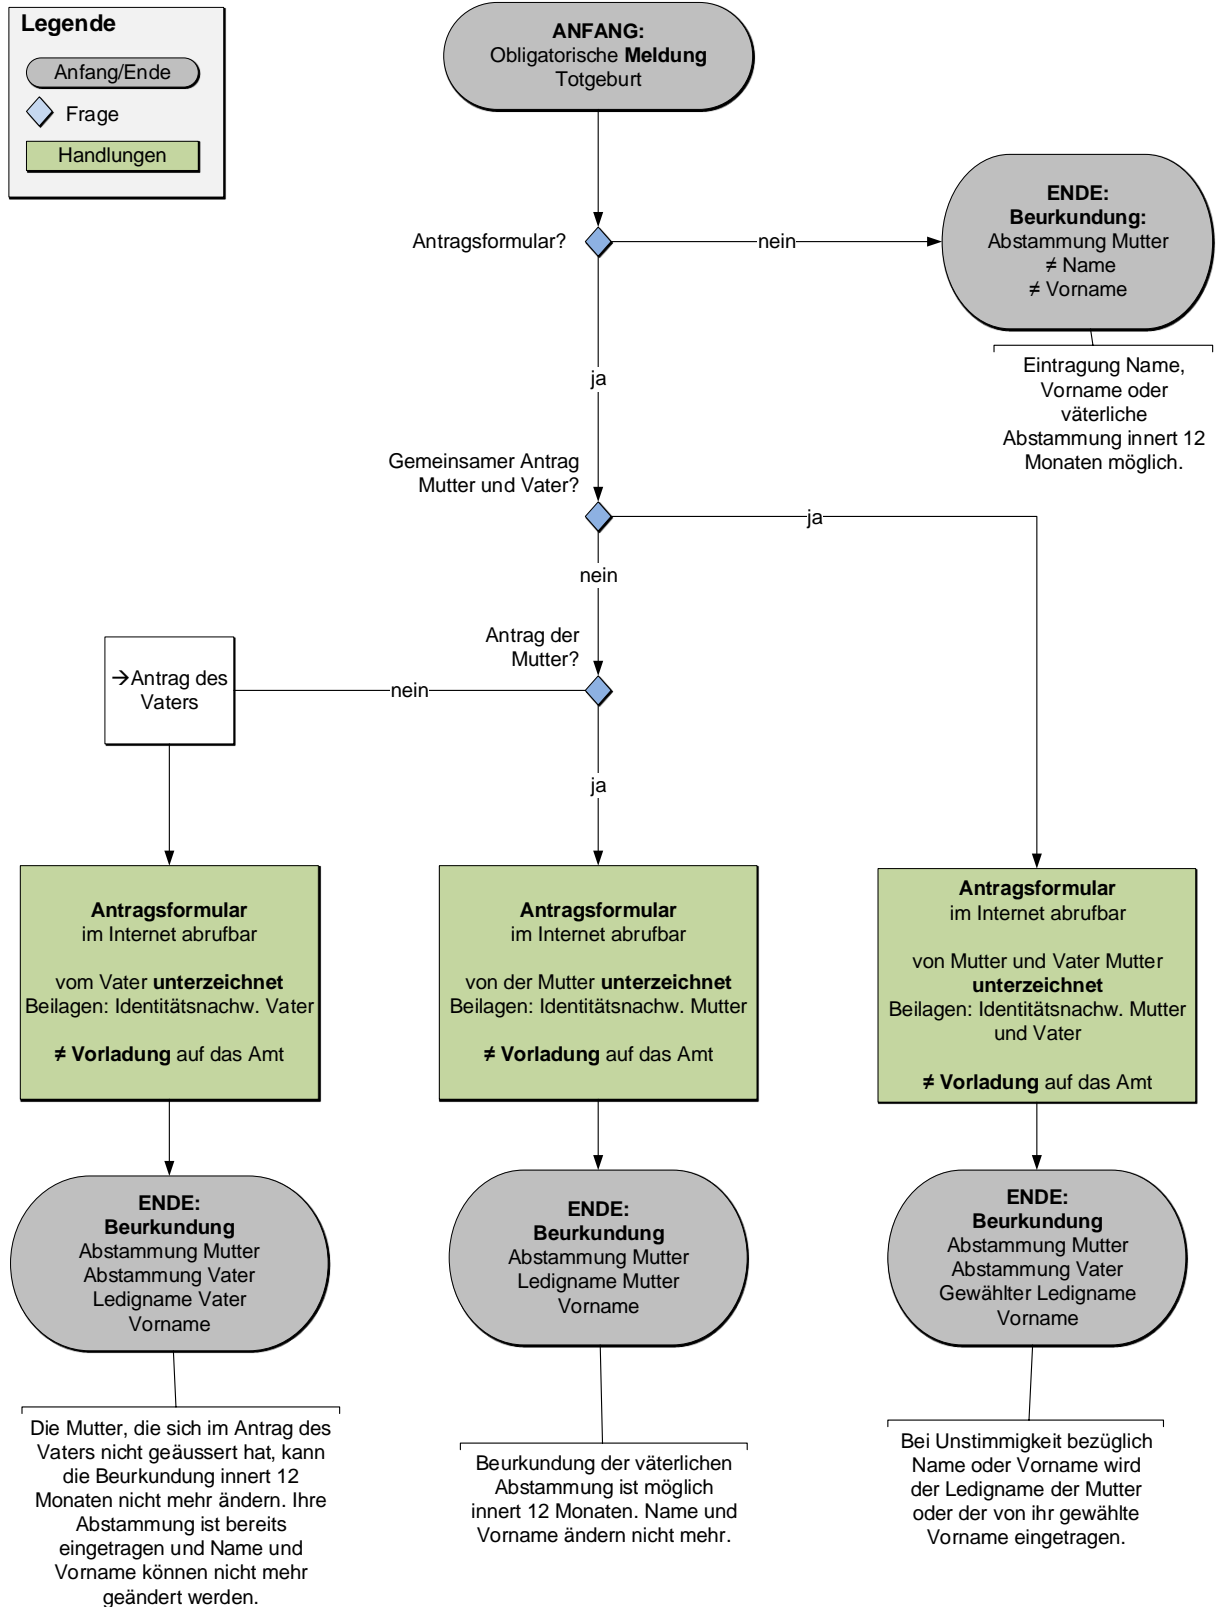 Legende
Anfang/Ende
Frage
Handlungen
ANFANG:
Obligatorische Meldung
Totgeburt
Antragsformular?
nein
ENDE:
Beurkundung:
Abstammung Mutter
≠ Name
≠ Vorname
Eintragung Name,
Vorname oder
väterliche
Abstammung innert 12
Monaten möglich.
ja
Gemeinsamer Antrag
Mutter und Vater?
ja
nein
Antrag der
Mutter?
nein
→Antrag des
Vaters
ja
Antragsformular
im Internet abrufbar
vom Vater unterzeichnet
Beilagen: Identitätsnachw. Vater
≠ Vorladung auf das Amt
Antragsformular
im Internet abrufbar
von der Mutter unterzeichnet
Beilagen: Identitätsnachw. Mutter
≠ Vorladung auf das Amt
Antragsformular
im Internet abrufbar
von Mutter und Vater Mutter
unterzeichnet
Beilagen: Identitätsnachw. Mutter
und Vater
≠ Vorladung auf das Amt
ENDE:
Beurkundung
Abstammung Mutter
Abstammung Vater
Ledigname Vater
Vorname
ENDE:
Beurkundung
Abstammung Mutter
Ledigname Mutter
Vorname
ENDE:
Beurkundung
Abstammung Mutter
Abstammung Vater
Gewählter Ledigname
Vorname
Die Mutter, die sich im Antrag des
Vaters nicht geäussert hat, kann
die Beurkundung innert 12
Monaten nicht mehr ändern. Ihre
Abstammung ist bereits
eingetragen und Name und
Vorname können nicht mehr
geändert werden.
Beurkundung der väterlichen
Abstammung ist möglich
innert 12 Monaten. Name und
Vorname ändern nicht mehr.
Bei Unstimmigkeit bezüglich
Name oder Vorname wird
der Ledigname der Mutter
oder der von ihr gewählte
Vorname eingetragen.